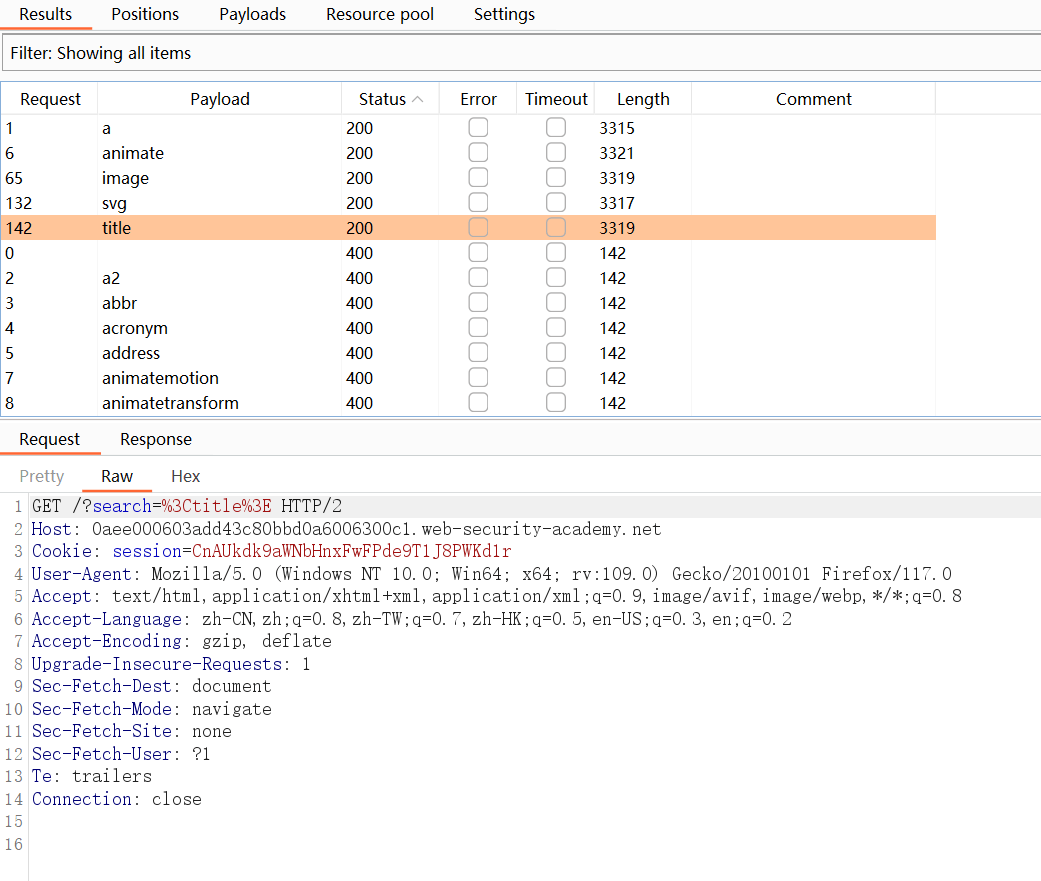 Results Positions Payloads Resource pool Settings
Filter: Showing all items
Request Payload Status Error Timeout Length Comment
1 a 200 3315
6 animate 200 3321
65 image 200 3319
132 svg 200 3317
142 title 200 3319
0 400 142
2 a2 400 142
3 abbr 400 142
4 acronym 400 142
5 address 400 142
7 animatemotion 400 142
8 animatetransform 400 142
Request Response
Pretty Raw Hex
1 GET /?search=%3Ctitle%3E HTTP/2
2 Host: 0aee000603add43c80bbd0a6006300c1.web-security-academy.net
3 Cookie: session=CnAUkdk9aWNbHnxFwFPde9T1J8PWKd1r
4 User-Agent: Mozilla/5.0 (Windows NT 10.0; Win64; x64; rv:109.0) Gecko/20100101 Firefox/117.0
5 Accept: text/html,application/xhtml+xml,application/xml;q=0.9,image/avif,image/webp,*/*;q=0.8
6 Accept-Language: zh-CN,zh;q=0.8,zh-TW;q=0.7,zh-HK;q=0.5,en-US;q=0.3,en;q=0.2
7 Accept-Encoding: gzip, deflate
8 Upgrade-Insecure-Requests: 1
9 Sec-Fetch-Dest: document
10 Sec-Fetch-Mode: navigate
11 Sec-Fetch-Site: none
12 Sec-Fetch-User: ?1
13 Te: trailers
14 Connection: close
15
16